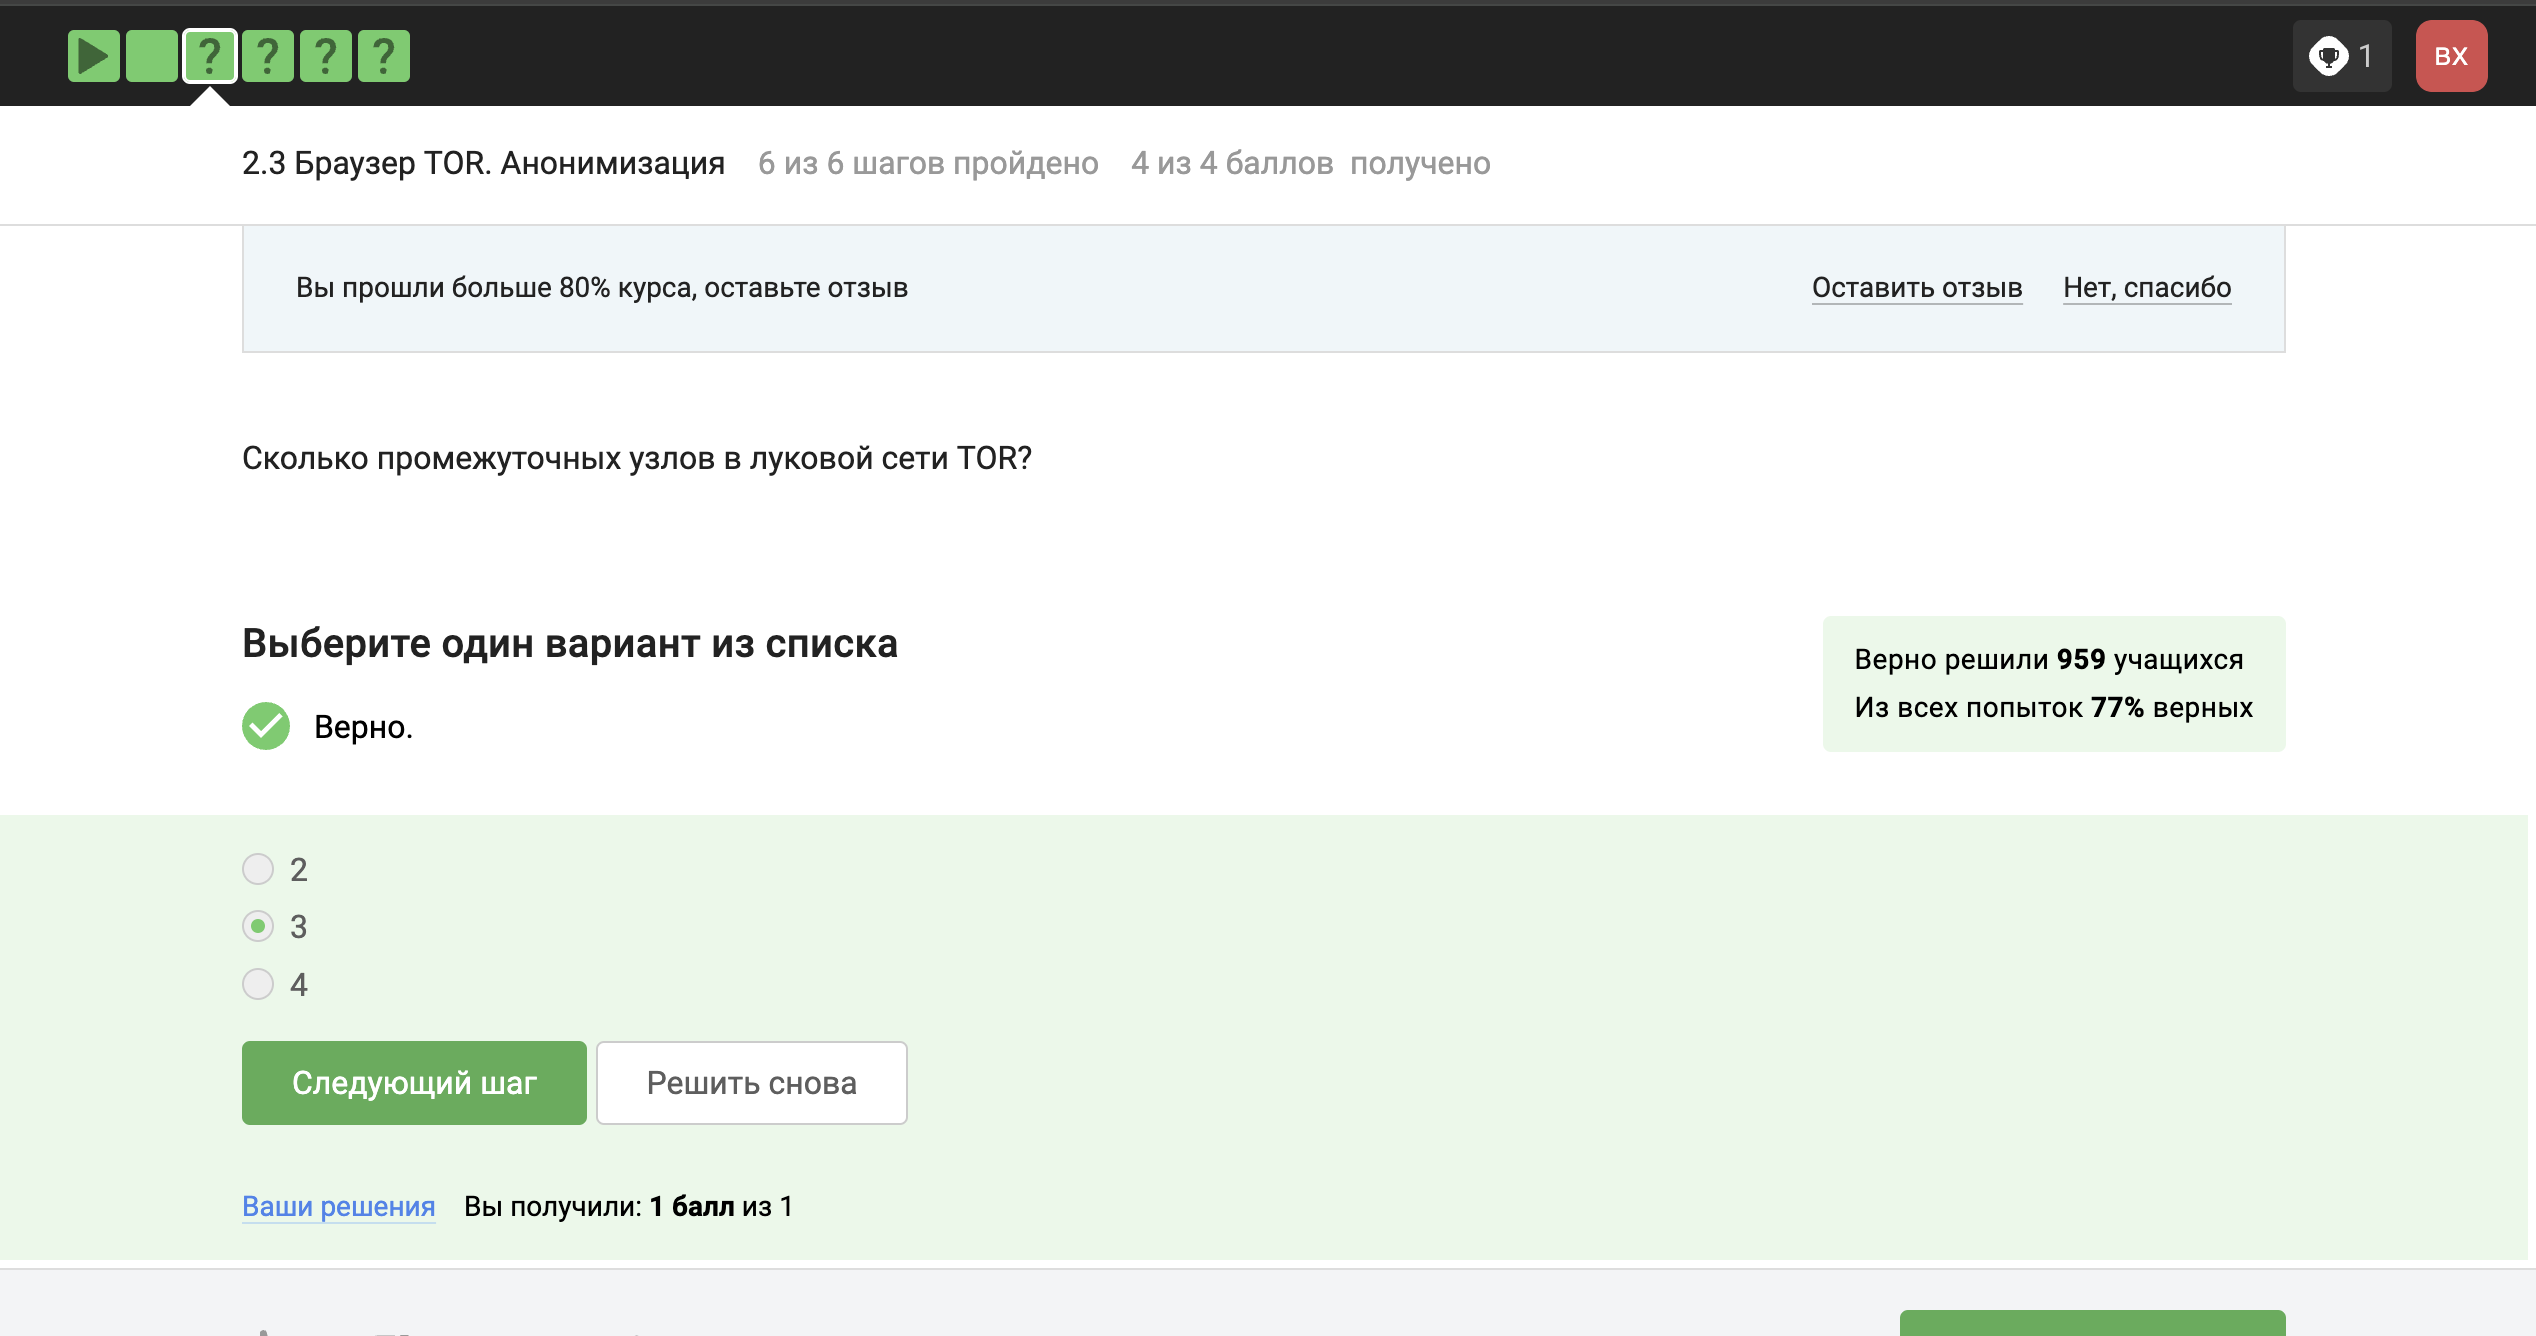 ? ? ? ?
1
ВХ
2.3 Браузер TOR. Анонимизация 6 из 6 шагов пройдено 4 из 4 баллов получено
Вы прошли больше 80% курса, оставьте отзыв
Оставить отзыв Нет, спасибо
Сколько промежуточных узлов в луковой сети TOR?
Выберите один вариант из списка
Верно.
Верно решили 959 учащихся
Из всех попыток 77% верных
2
3
4
Следующий шаг Решить снова
Ваши решения Вы получили: 1 балл из 1